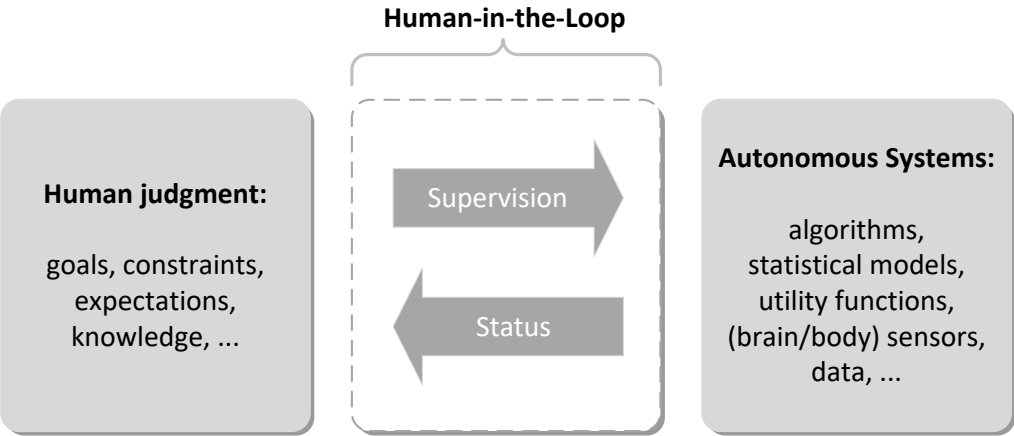 Human-in-the-Loop
Human judgment:
goals, constraints,
expectations,
knowledge, ...
Supervision
Status
Autonomous Systems:
algorithms,
statistical models,
utility functions,
(brain/body) sensors,
data, ...